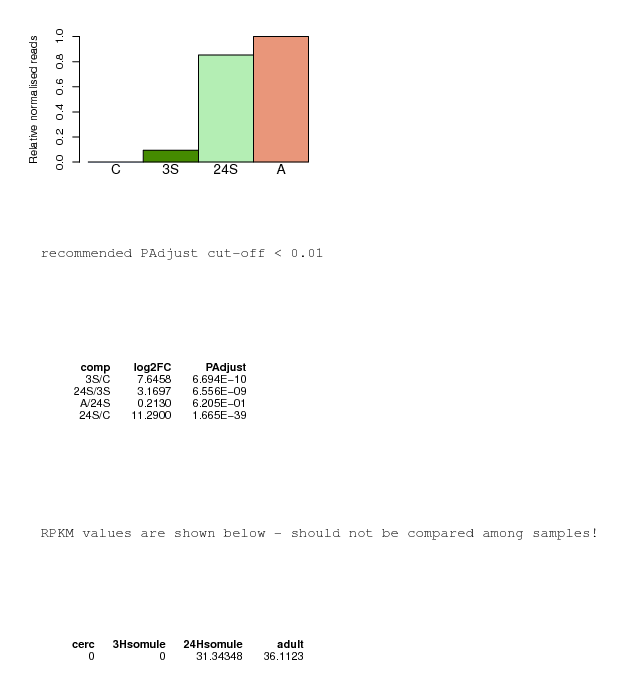 Relative normalised reads
1.0
0.8
0.6
0.4
0.2
0.0
C 3S 24S A
recommended PAdjust cut-off < 0.01
comp log2FC PAdjust
3S/C 7.6458 6.694E−10
24S/3S 3.1697 6.556E−09
A/24S 0.2130 6.205E−01
24S/C 11.2900 1.665E−39
RPKM values are shown below - should not be compared among samples!
cerc 3Hsomule 24Hsomule adult
0 0 31.34348 36.1123